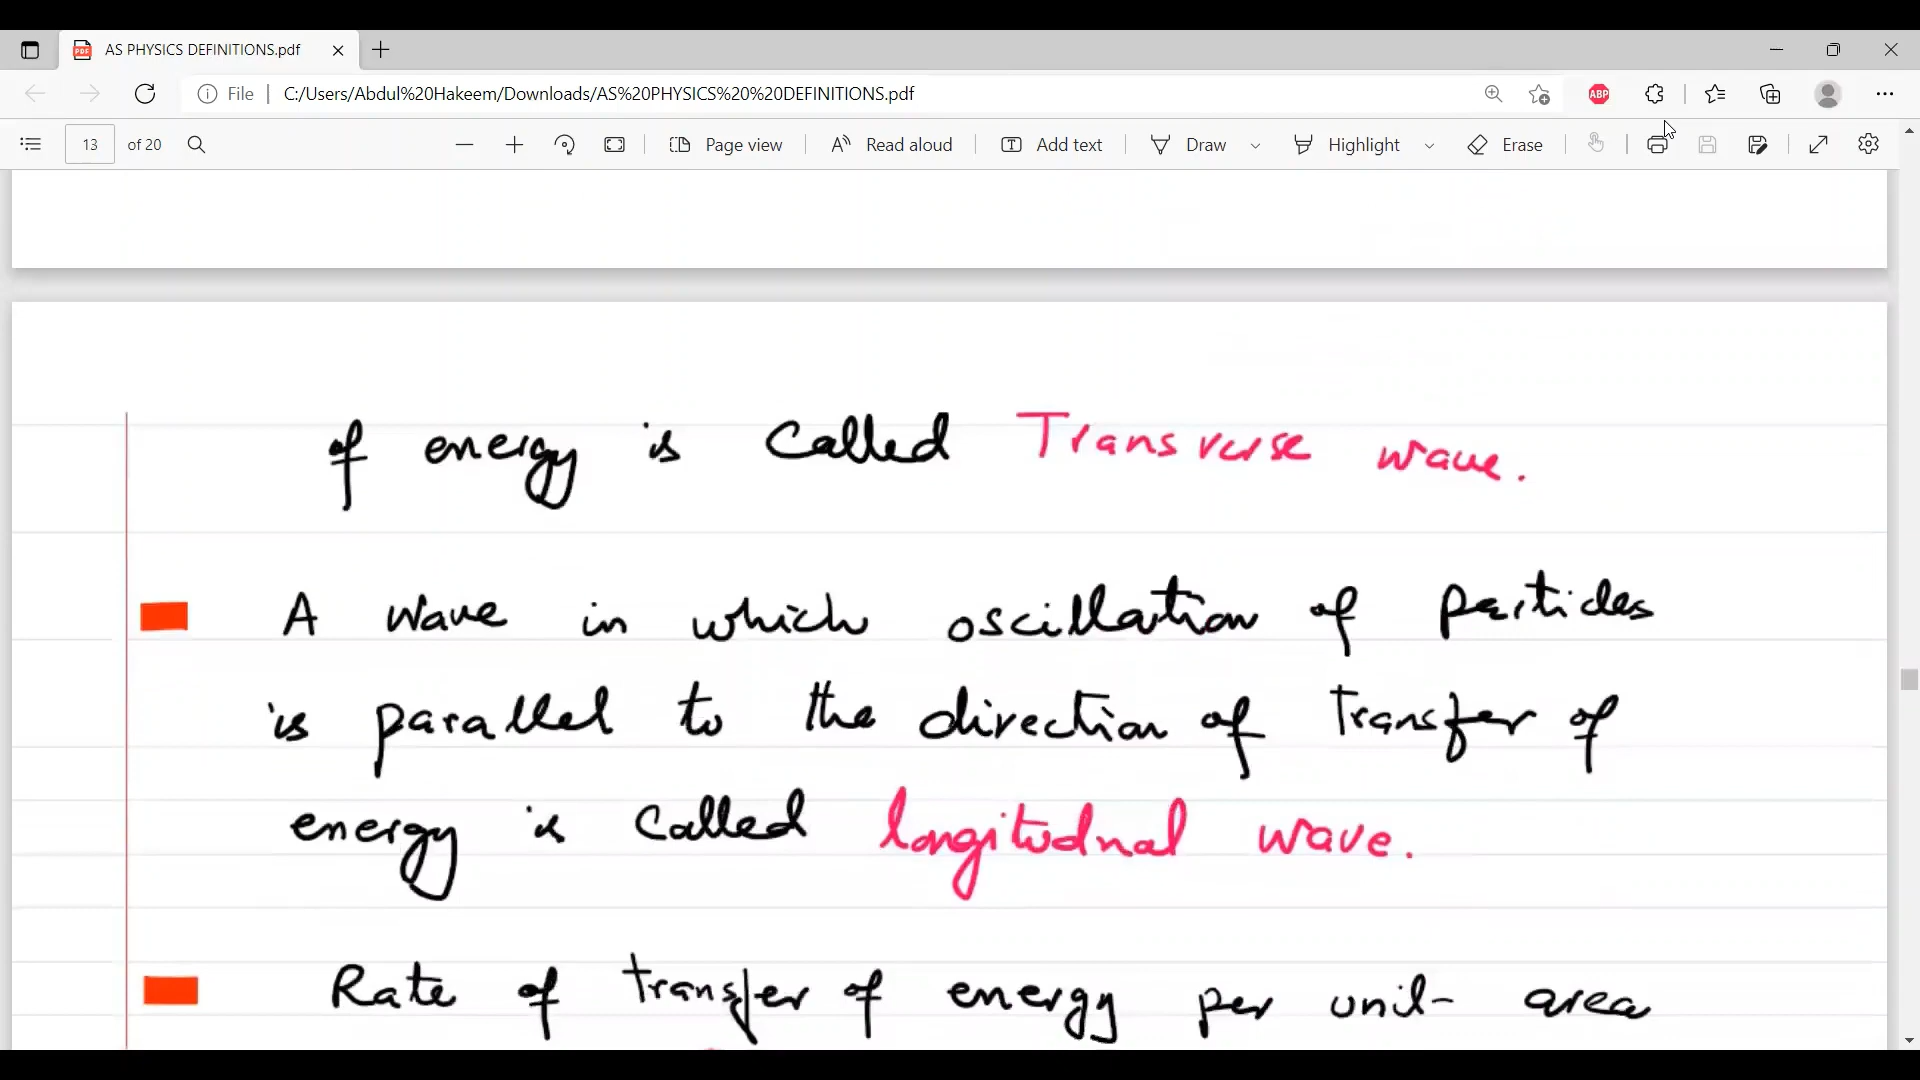 AS PHYSICS DEFINITIONS.pdf
File C:/Users/Abdul%20Hakeem/Downloads/AS%20PHYSICS%20%20DEFINITIONS.pdf ABP
13 of 20 Page view Read aloud Add text Draw Highlight Erase
of energy is called Transverse wave.
A wave in which oscillation of particles
is parallel to the direction of transfer of
energy is called longitudnal wave.
Rate of transfer of energy per unit area